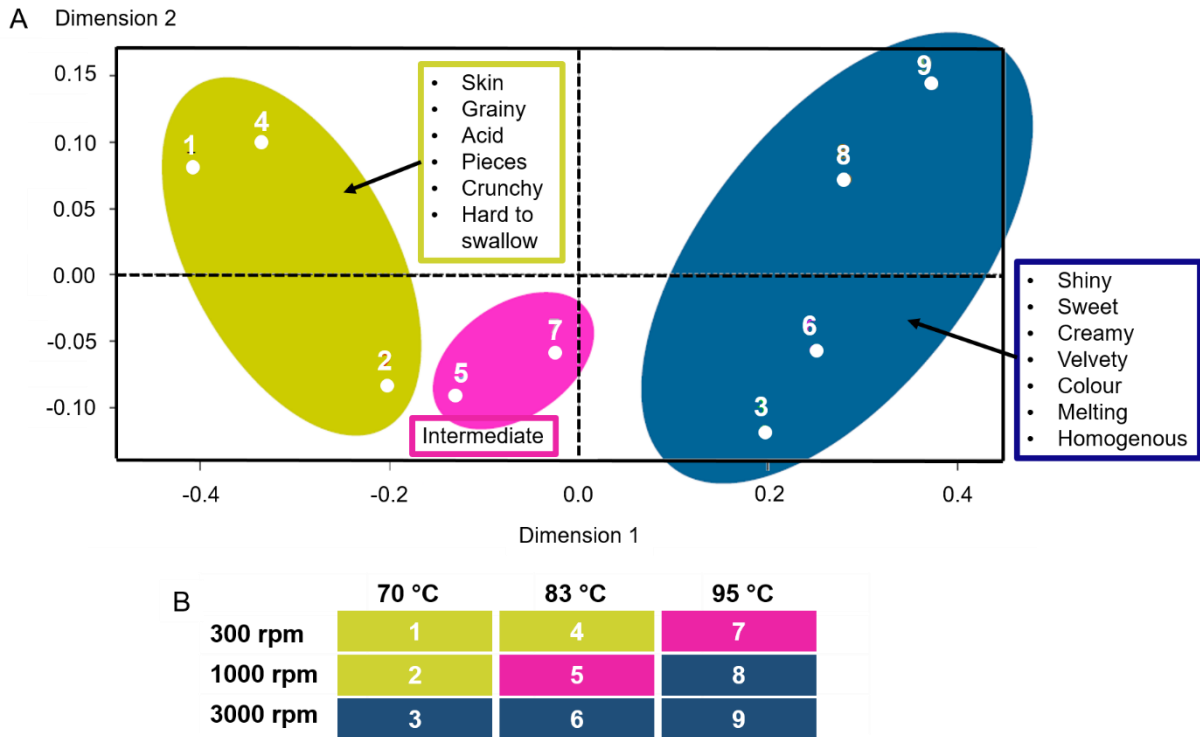 A
Dimension 2
0.15
0.10
0.05
0.00
-0.05
-0.10
1
4
2
5
7
9
8
6
3
• Skin
• Grainy
• Acid
• Pieces
• Crunchy
• Hard to
swallow
Intermediate
• Shiny
• Sweet
• Creamy
• Velvety
• Colour
• Melting
• Homogenous
-0.4 -0.2 0.0 0.2 0.4
Dimension 1
B
70 °C 83 °C 95 °C
300 rpm 1 4 7
1000 rpm 2 5 8
3000 rpm 3 6 9